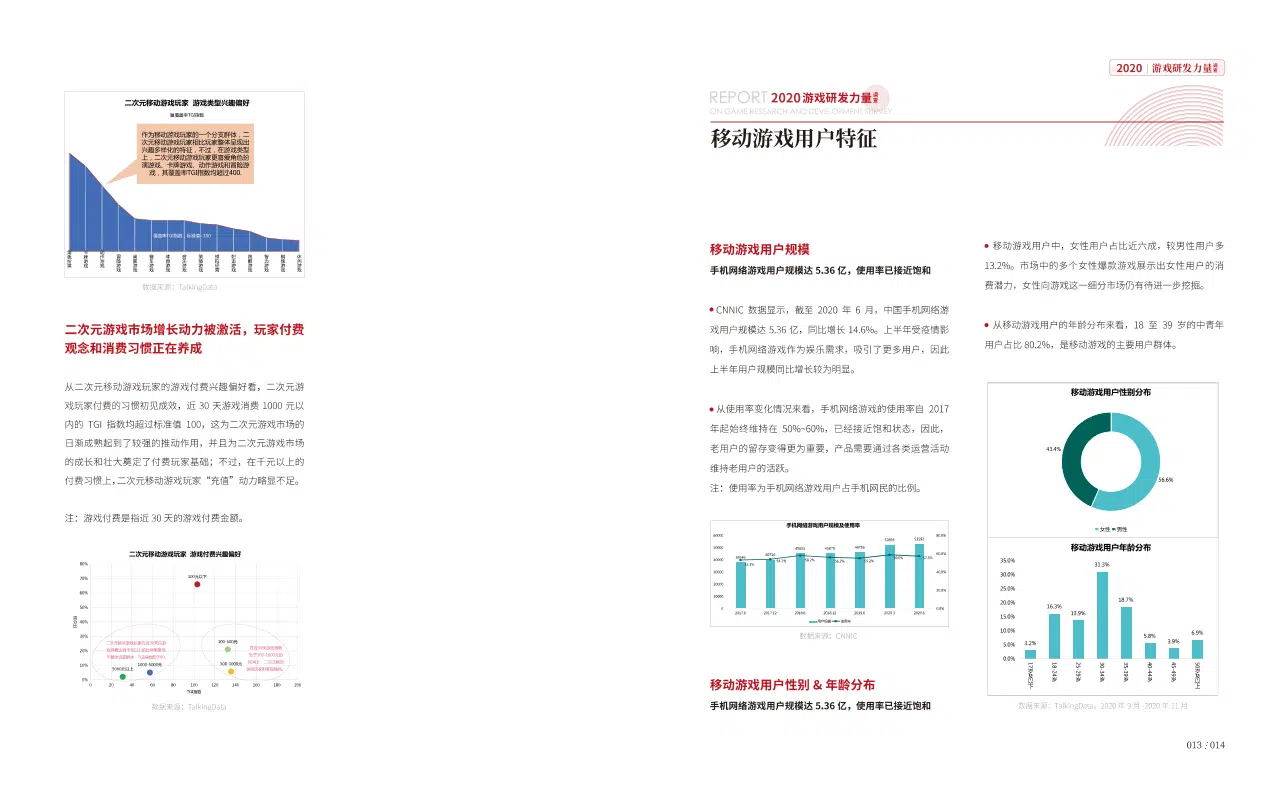 二次元移动游戏玩家 游戏类型兴趣偏好
覆盖率TGI指数
作为移动游戏玩家的一个分支群体，二
次元移动游戏玩家相比玩家整体呈现出
兴趣多样化的特征，不过，在游戏类型
上，二次元移动游戏玩家更喜爱角色扮
演游戏、卡牌游戏、动作游戏和冒险游
戏，其覆盖率TGI指数均超过400.
覆盖率TGI指数，标准值=100
数据来源：TalkingData
二次元游戏市场增长动力被激活，玩家付费
观念和消费习惯正在养成
从二次元移动游戏玩家的游戏付费兴趣偏好看，二次元游
戏玩家付费的习惯初见成效，近 30 天游戏消费 1000 元以
内的 TGI 指数均超过标准值 100，这为二次元游戏市场的
日渐成熟起到了较强的推动作用，并且为二次元游戏市场
的成长和壮大奠定了付费玩家基础；不过，在千元以上的
付费习惯上，二次元移动游戏玩家“充值”动力略显不足。
注：游戏付费是指近 30 天的游戏付费金额。
二次元移动游戏玩家 游戏付费兴趣偏好
80%
70%
60%
50%
40%
30%
20%
10%
0%
100元以下
100-500元
500-1000元
1000-5000元
5000元以上
0 20 40 60 80 100 120 140 160 180 200
TGI指数
数据来源：TalkingData
2020 游戏研发力量调查
REPORT 2020 游戏研发力量调查
ON GAME RESEARCH AND DEVELOPMENT SURVEY
移动游戏用户特征
移动游戏用户规模
手机网络游戏用户规模达 5.36 亿，使用率已接近饱和
• CNNIC 数据显示，截至 2020 年 6 月，中国手机网络游
戏用户规模达 5.36 亿，同比增长 14.6%。上半年受疫情影
响，手机网络游戏作为娱乐需求，吸引了更多用户，因此
上半年用户规模同比增长较为明显。
• 从使用率变化情况来看，手机网络游戏的使用率自 2017
年起始终维持在 50%~60%，已经接近饱和状态，因此，
老用户的留存变得更为重要，产品需要通过各类运营活动
维持老用户的活跃。
注：使用率为手机网络游戏用户占手机网民的比例。
手机网络游戏用户规模及使用率
数据来源：CNNIC
移动游戏用户性别 & 年龄分布
手机网络游戏用户规模达 5.36 亿，使用率已接近饱和
• 移动游戏用户中，女性用户占比近六成，较男性用户多
13.2%。市场中的多个女性爆款游戏展示出女性用户的消
费潜力，女性向游戏这一细分市场仍有待进一步挖掘。
• 从移动游戏用户的年龄分布来看，18 至 39 岁的中青年
用户占比 80.2%，是移动游戏的主要用户群体。
移动游戏用户性别分布
43.4%
56.6%
女性 男性
移动游戏用户年龄分布
35.0%
30.0%
25.0%
20.0%
15.0%
10.0%
5.0%
0.0%
3.2% 16.3% 13.9% 31.3% 18.7% 5.8% 3.9% 6.9%
17岁及以下 18-24岁 25-29岁 30-34岁 35-39岁 40-44岁 45-49岁 50岁及以上
数据来源：TalkingData，2020 年 9 月 -2020 年 11 月
013 / 014